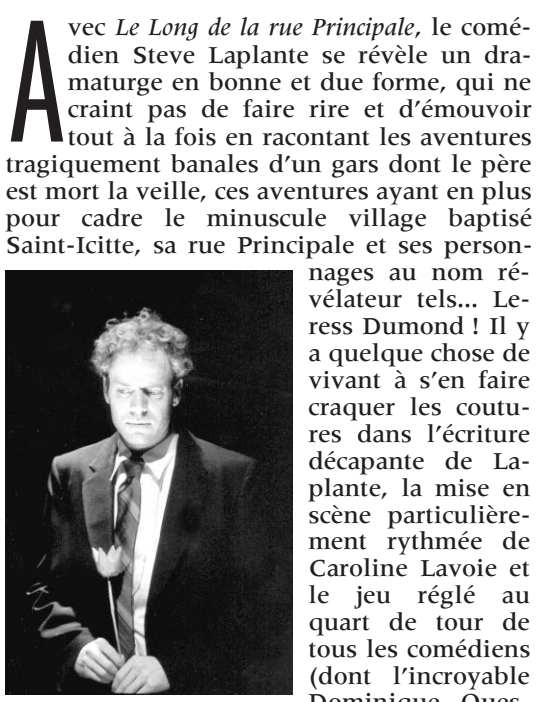 Avec Le Long de la rue Principale, le comé-
dien Steve Laplante se révèle un dra-
maturge en bonne et due forme, qui ne
craint pas de faire rire et d'émouvoir
tout à la fois en racontant les aventures
tragiquement banales d'un gars dont le père
est mort la veille, ces aventures ayant en plus
pour cadre le minuscule village baptisé
Saint-Icitte, sa rue Principale et ses person-
nages au nom ré-
vélateur tels... Le-
ress Dumond ! Il y
a quelque chose de
vivant à s'en faire
craquer les coutu-
res dans l'écriture
décapante de La-
plante, la mise en
scène particulière-
ment rythmée de
Caroline Lavoie et
le jeu réglé au
quart de tour de
tous les comédiens
(dont l'incroyable
Dominique Ques-